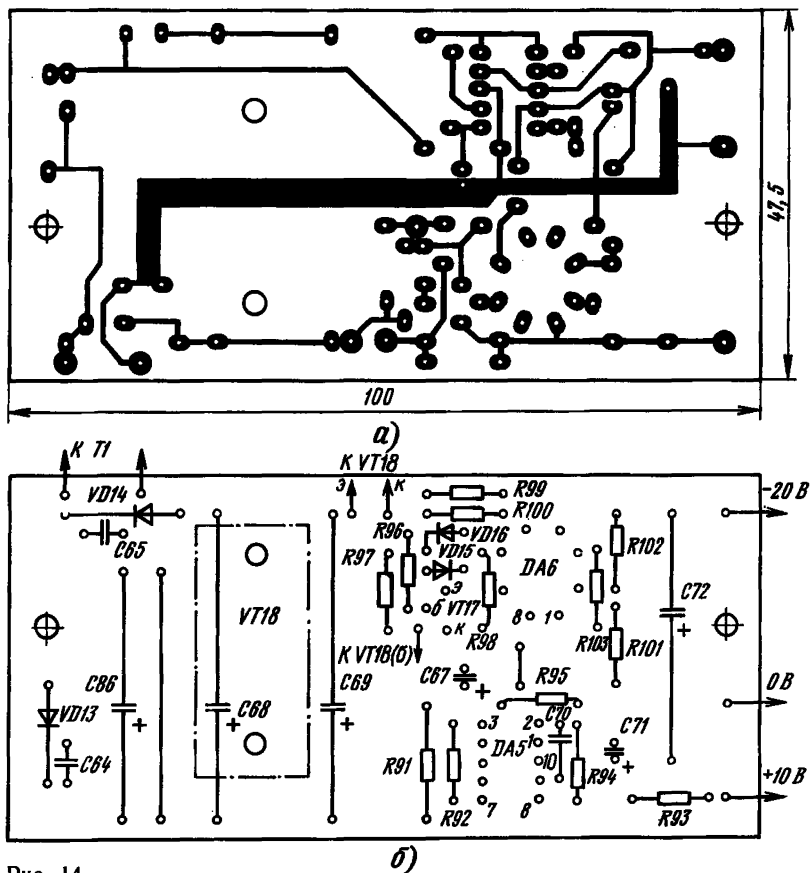 47,5
100
а)
К Т1
К VT18
VD14
э
к
R99
-20 В
R100
R96
VD16
C65
R97
VD15
DA6
R102
VT18
э
C72
б VT17
8
1
+
к
R98
R103
R101
К VT18(б)
C86
C68
C69
C67
R95
0 В
VD13
+
+
+
+
C70
C64
3
2
C71
DA5
1
R91
10
R94
+
R92
7
8
R93
+10 В
б)
Рис. 14